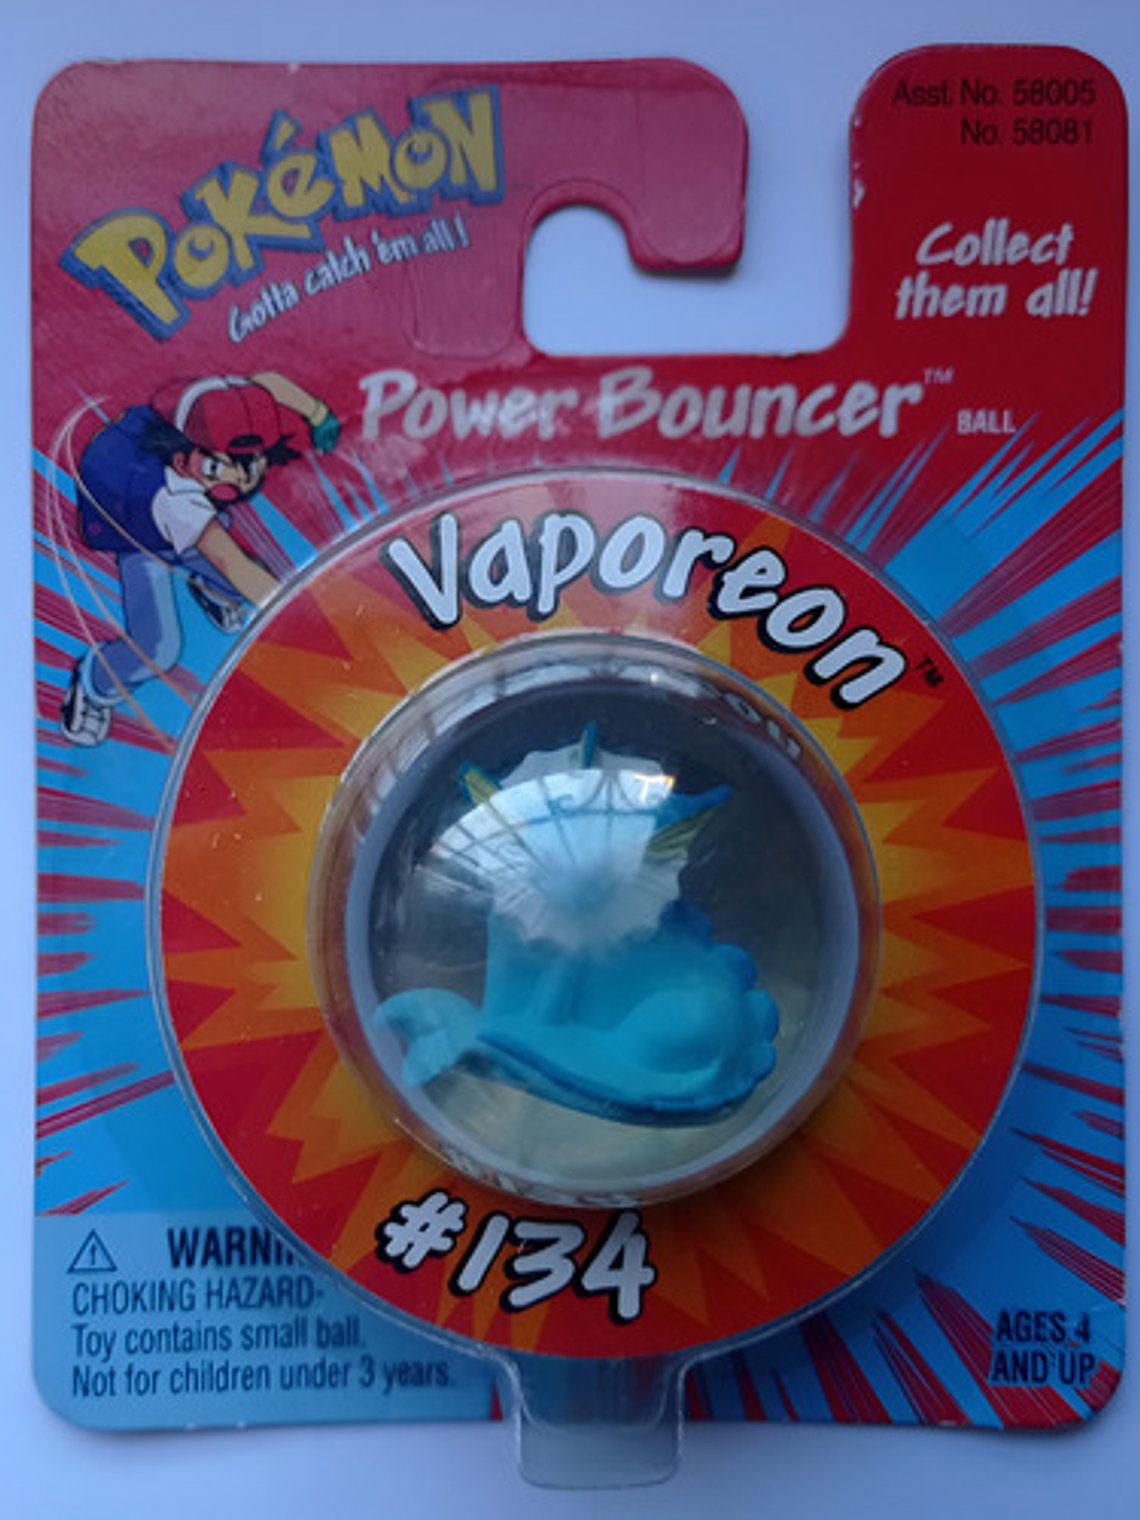 POKéMON
Gotta catch 'em all!
Asst. No. 58005
No. 58081
Collect
them all!
Power Bouncer™ BALL
Vaporeon™
#134
⚠ WARNI
CHOKING HAZARD-
Toy contains small ball.
Not for children under 3 years.
AGES 4
AND UP